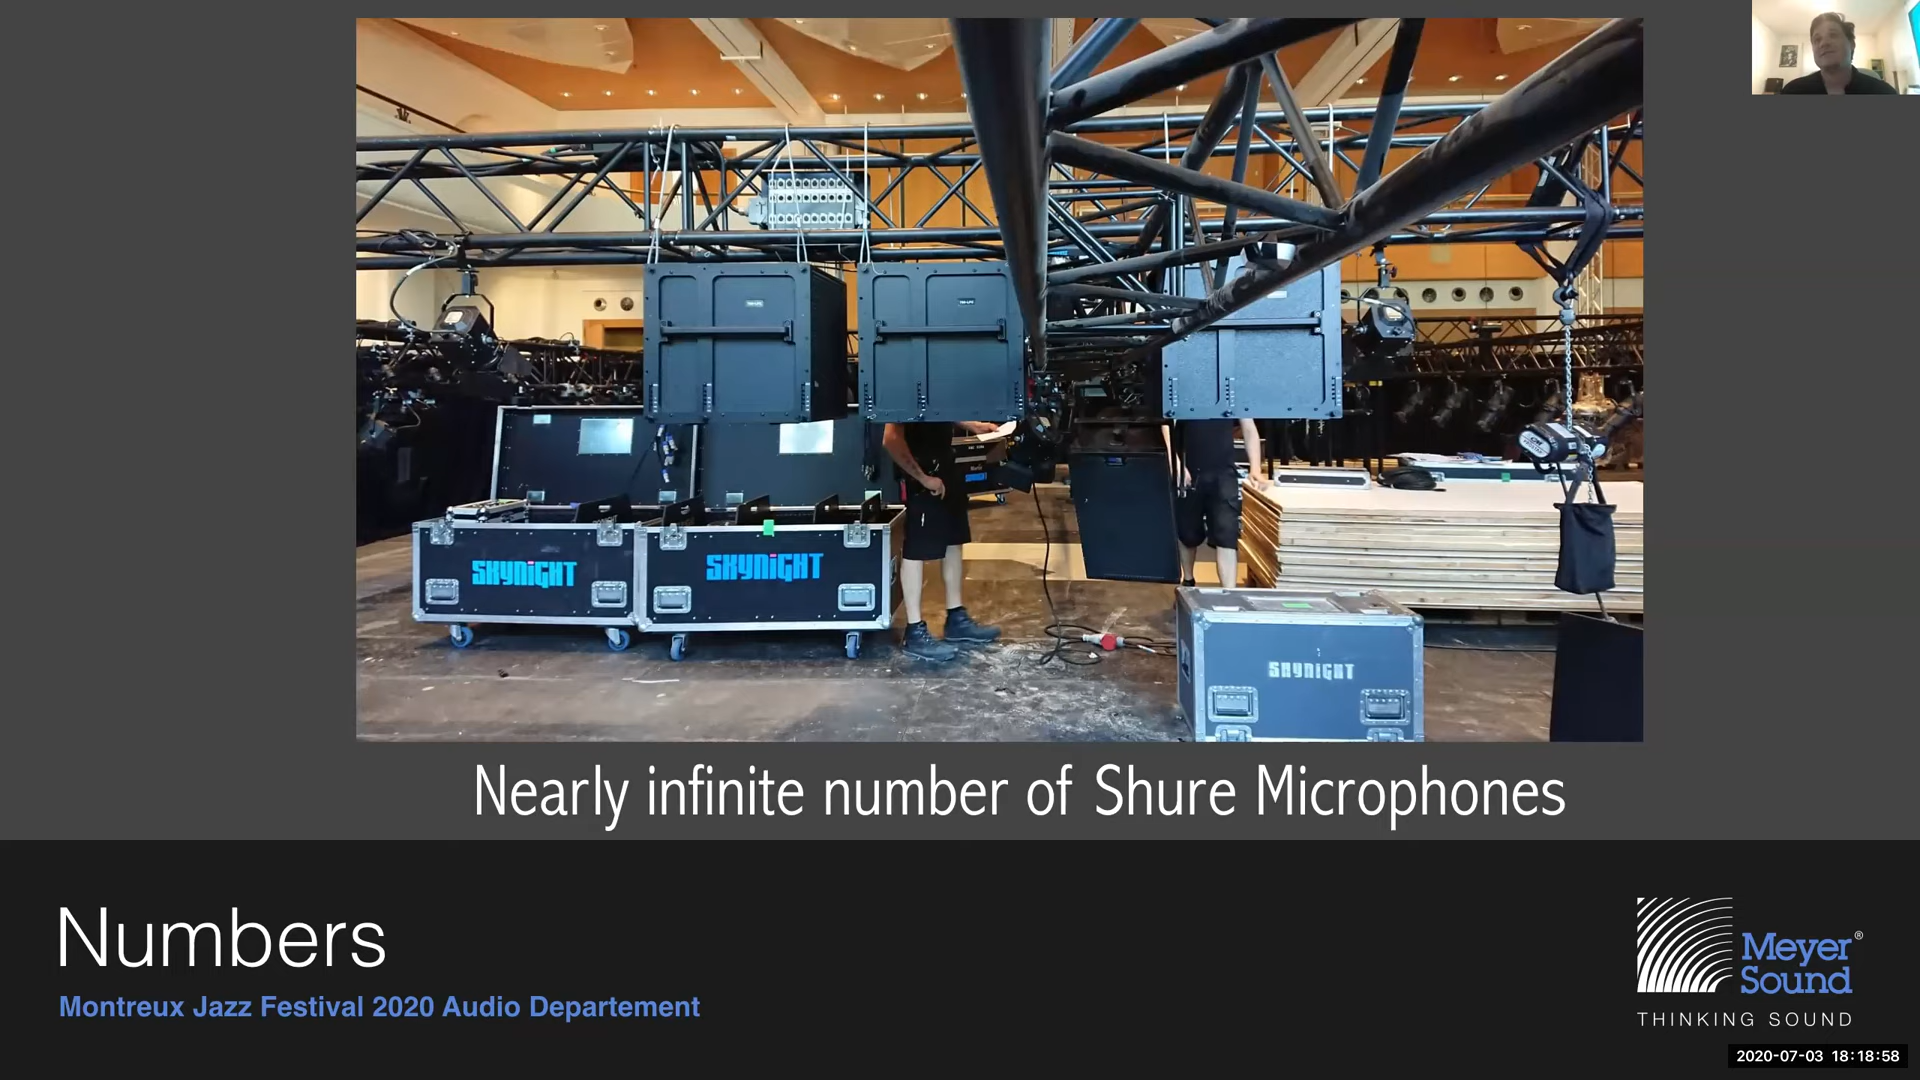 SKYNiGHT
SKYNiGHT
SKYNiGHT
Nearly infinite number of Shure Microphones
Numbers
Montreux Jazz Festival 2020 Audio Departement
Meyer®
Sound
THINKING SOUND
2020-07-03 18:18:58